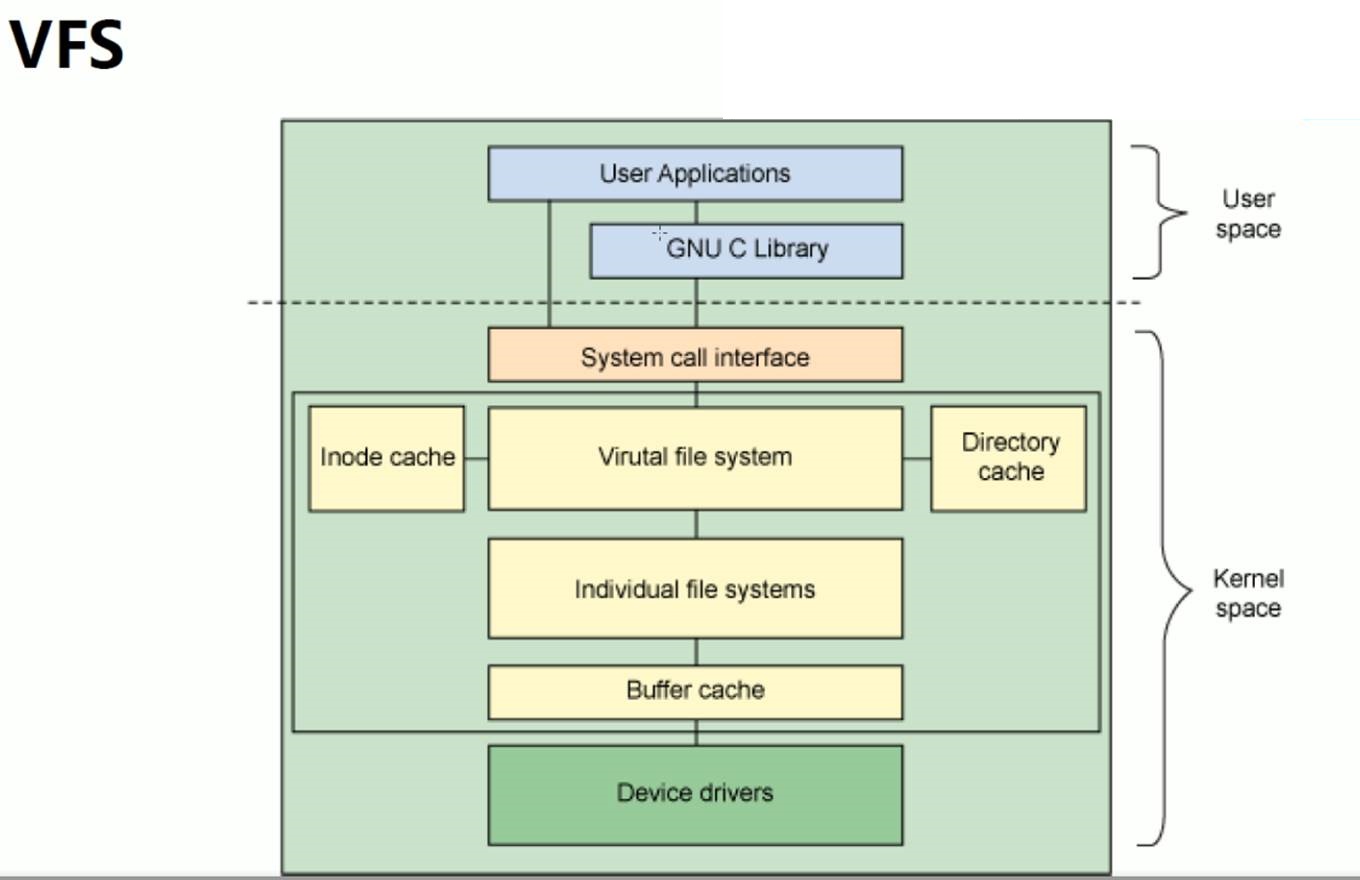 VFS
User Applications
GNU C Library
User
space
System call interface
Inode cache
Virutal file system
Directory
cache
Individual file systems
Buffer cache
Device drivers
Kernel
space